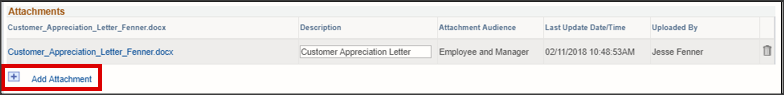 Attachments
Customer_Appreciation_Letter_Fenner.docx Description Attachment Audience Last Update Date/Time Uploaded By
Customer_Appreciation_Letter_Fenner.docx Customer Appreciation Letter Employee and Manager 02/11/2018 10:48:53AM Jesse Fenner
Add Attachment